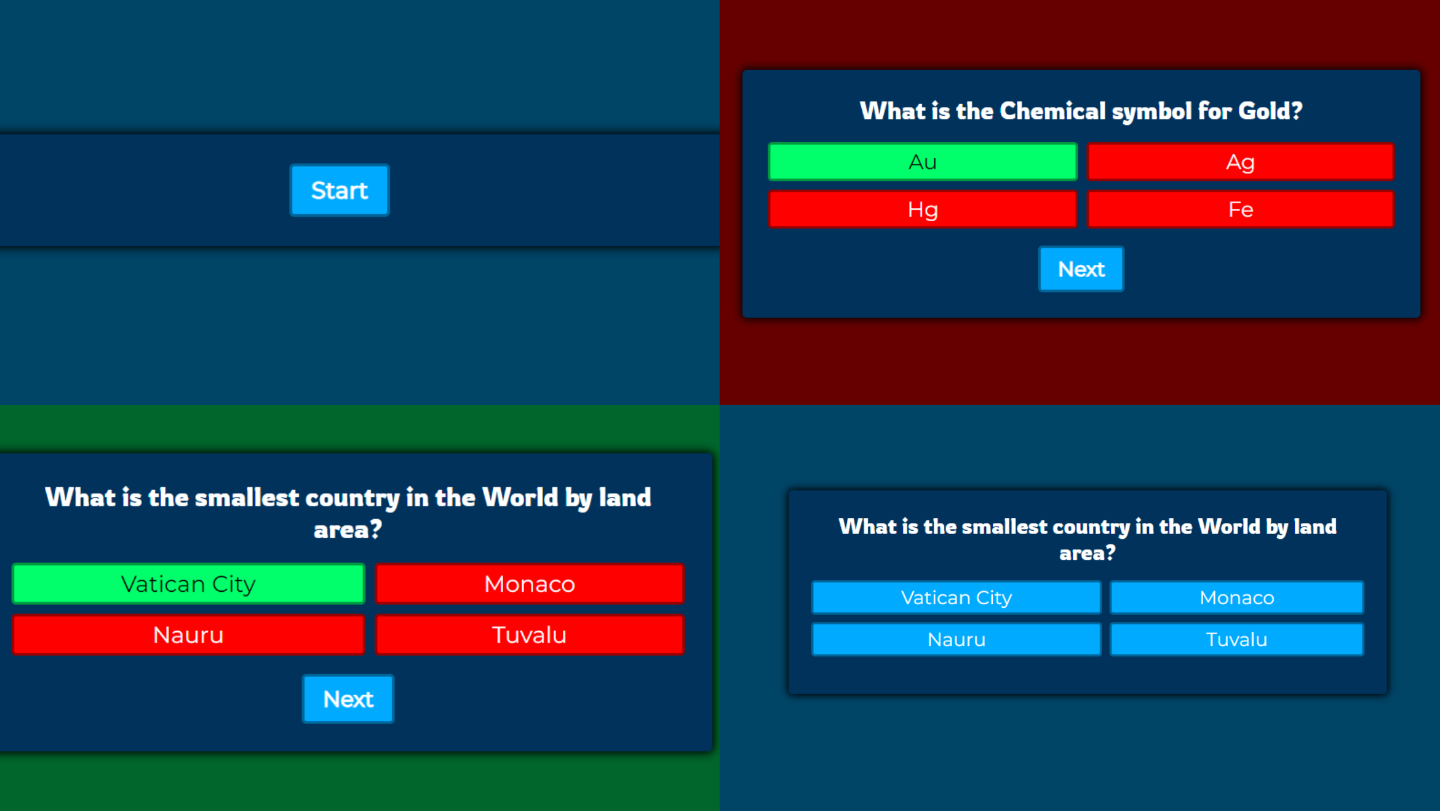 Start
What is the Chemical symbol for Gold?
Au
Ag
Hg
Fe
Next
What is the smallest country in the World by land
area?
Vatican City
Monaco
Nauru
Tuvalu
Next
What is the smallest country in the World by land
area?
Vatican City
Monaco
Nauru
Tuvalu